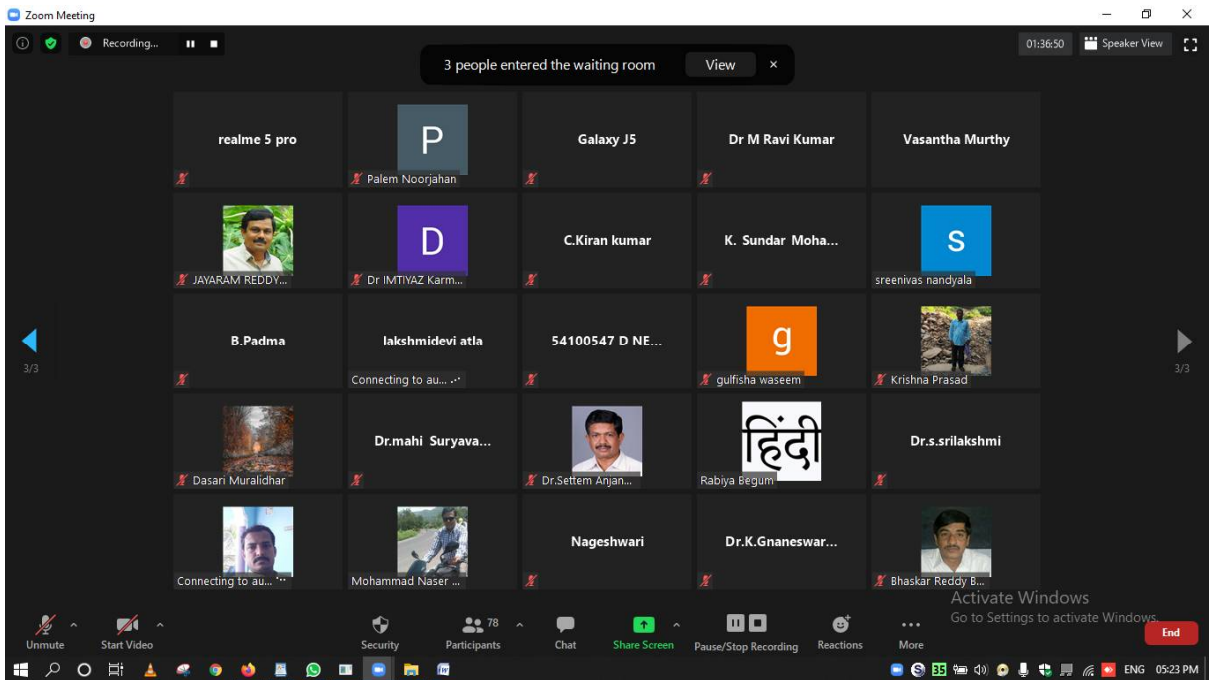 Zoom Meeting
Recording...
01:36:50
Speaker View
3 people entered the waiting room
View
×
realme 5 pro
P
Palem Noorjahan
Galaxy J5
Dr M Ravi Kumar
Vasantha Murthy
JAYARAM REDDY...
D
Dr IMTIYAZ Karm...
C.Kiran kumar
K. Sundar Moha...
S
sreenivas nandyala
B.Padma
lakshmidevi atla
Connecting to au...
54100547 D NE...
g
gulfisha waseem
Krishna Prasad
3/3
3/3
Dasari Muralidhar
Dr.mahi Suryava...
Dr.Settem Anjan...
हिंदी
Rabiya Begum
Dr.s.srilakshmi
Connecting to au...
Mohammad Naser ...
Nageshwari
Dr.K.Gnaneswar...
Bhaskar Reddy B...
Activate Windows
Go to Settings to activate Windows.
Unmute
Start Video
Security
78
Participants
Chat
Share Screen
Pause/Stop Recording
Reactions
More
End
35
ENG
05:23 PM